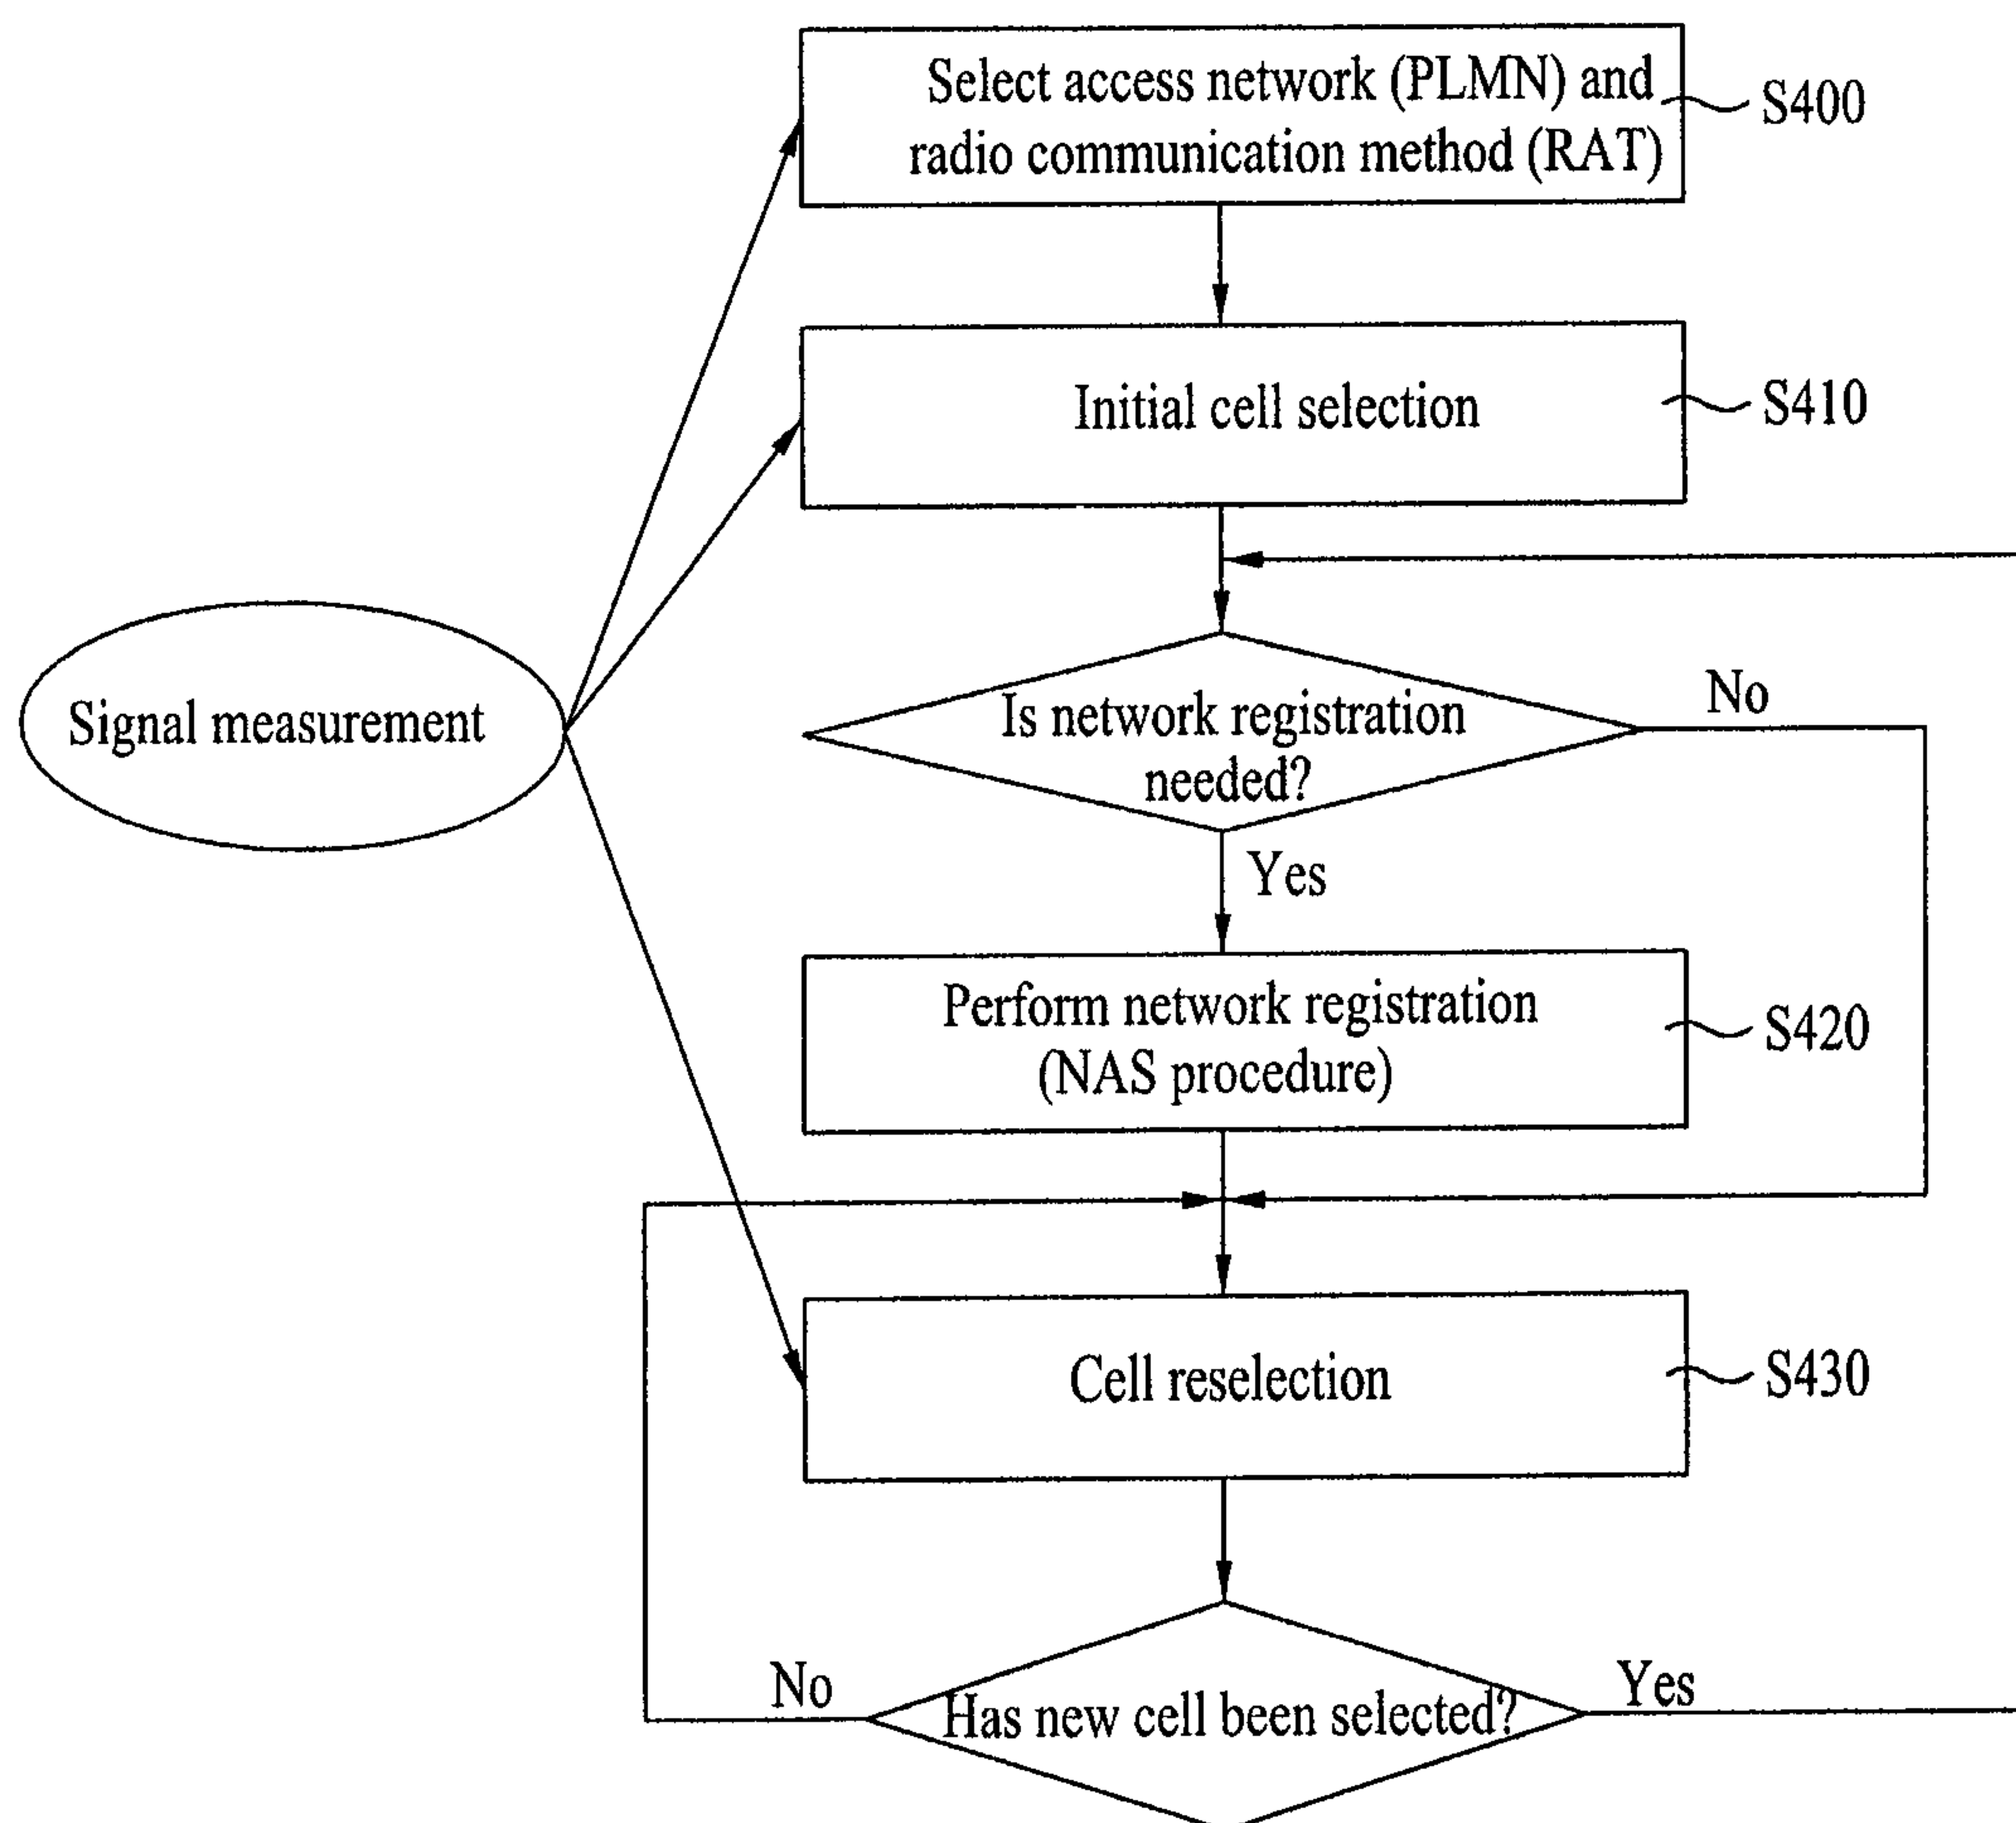 Select access network (PLMN) and
radio communication method (RAT)
S400
Initial cell selection
S410
Signal measurement
Is network registration
needed?
No
Yes
Perform network registration
(NAS procedure)
S420
Cell reselection
S430
No
Has new cell been selected?
Yes